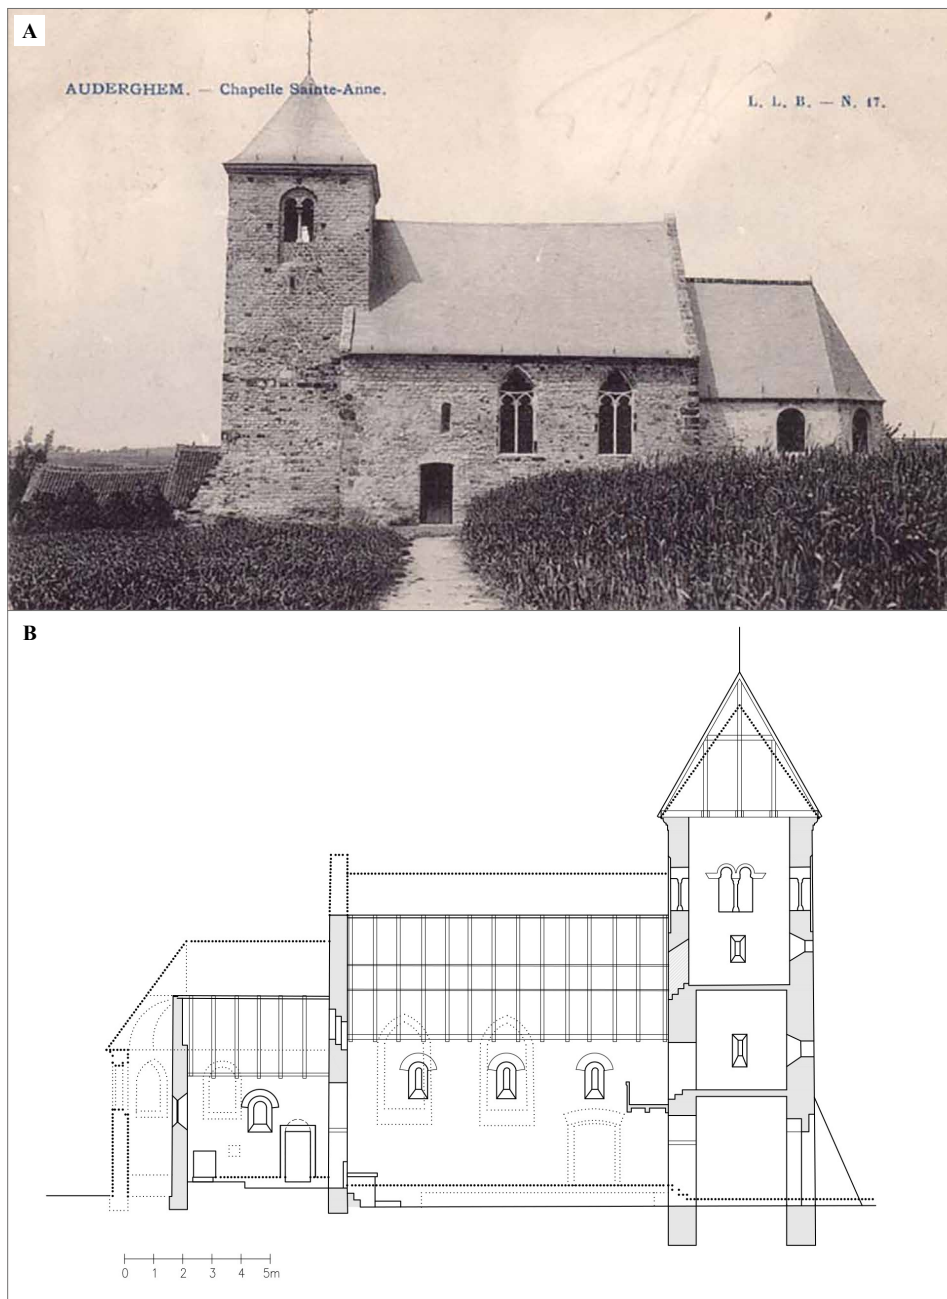 A
AUDERGHEM. — Chapelle Sainte-Anne.
L. L. B. — N. 17.
B
0 1 2 3 4 5m